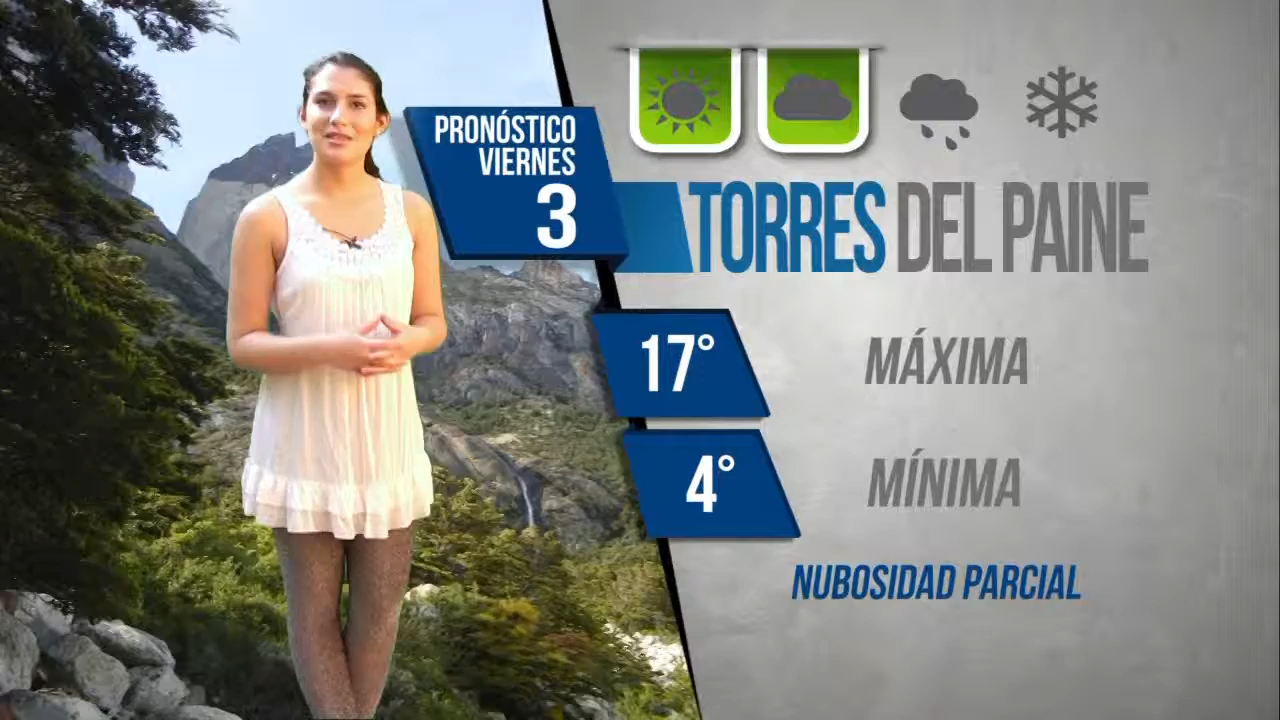 PRONÓSTICO
VIERNES
3
TORRES DEL PAINE
17° MÁXIMA
4° MÍNIMA
NUBOSIDAD PARCIAL